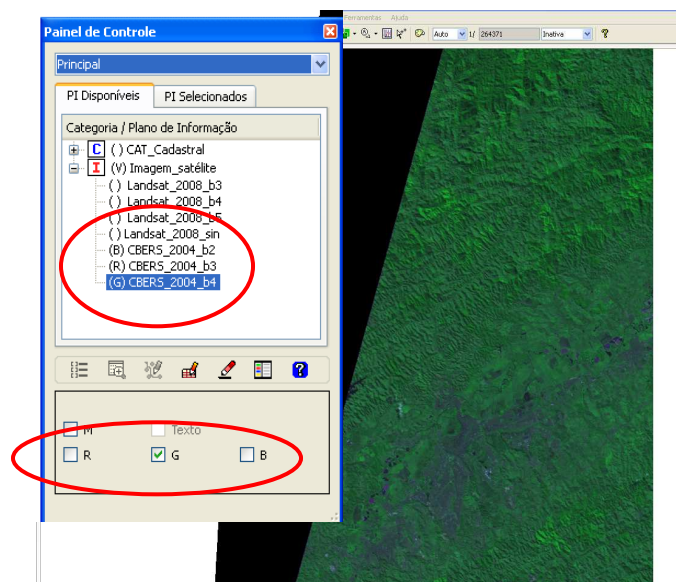 Ferramentas Ajuda
Auto 1/ 264371 Inativa ?
Painel de Controle
Principal
PI Disponíveis PI Selecionados
Categoria / Plano de Informação
C ( ) CAT_Cadastral
I (V) Imagem_satélite
( ) Landsat_2008_b3
( ) Landsat_2008_b4
( ) Landsat_2008_b5
( ) Landsat_2008_sin
(B) CBERS_2004_b2
(R) CBERS_2004_b3
(G) CBERS_2004_b4
?
M Texto
R G B